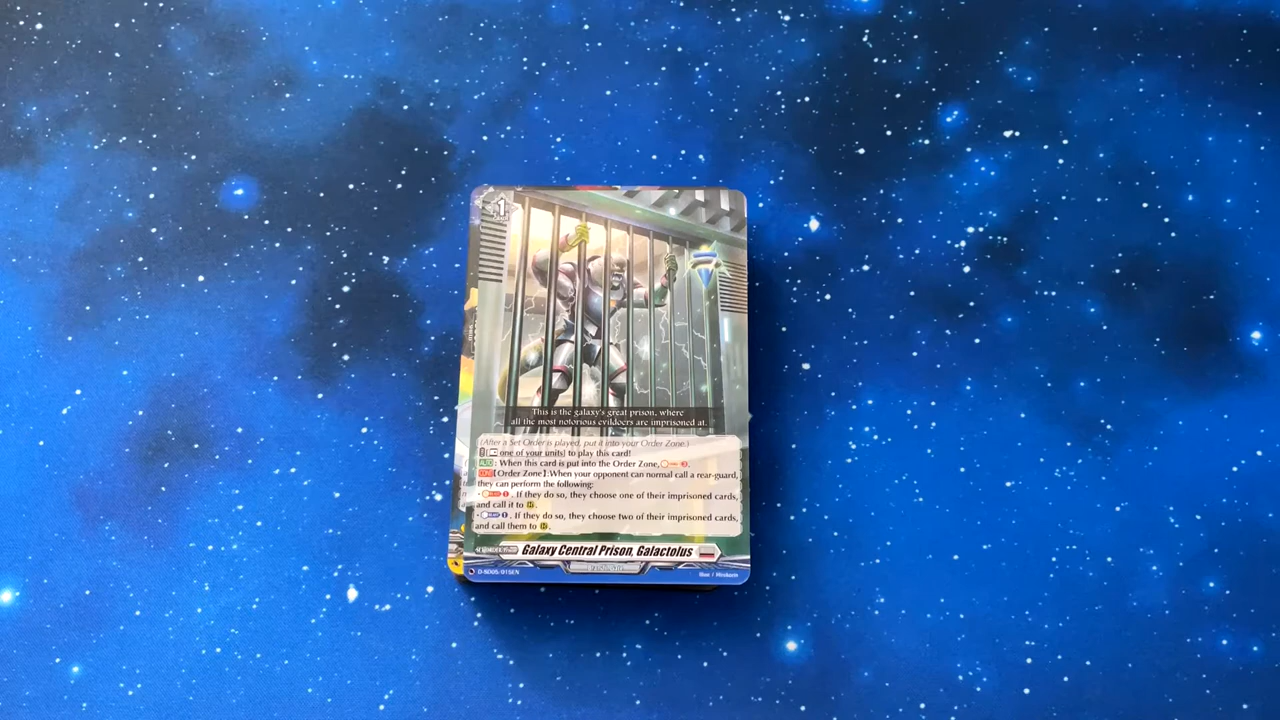 1
This is the galaxy's great prison, where
all the most notorious evildoers are imprisoned at.
(After a Set Order is played, put it into your Order Zone.)
[ one of your units] to play this card!
AUTO: When this card is put into the Order Zone,
CONT[Order Zone]:When your opponent can normal call a rear-guard,
they can perform the following:
・ . If they do so, they choose one of their imprisoned cards,
and call it to .
・ . If they do so, they choose two of their imprisoned cards,
and call them to .
Galaxy Central Prison, Galactolus
D-SD05/015EN